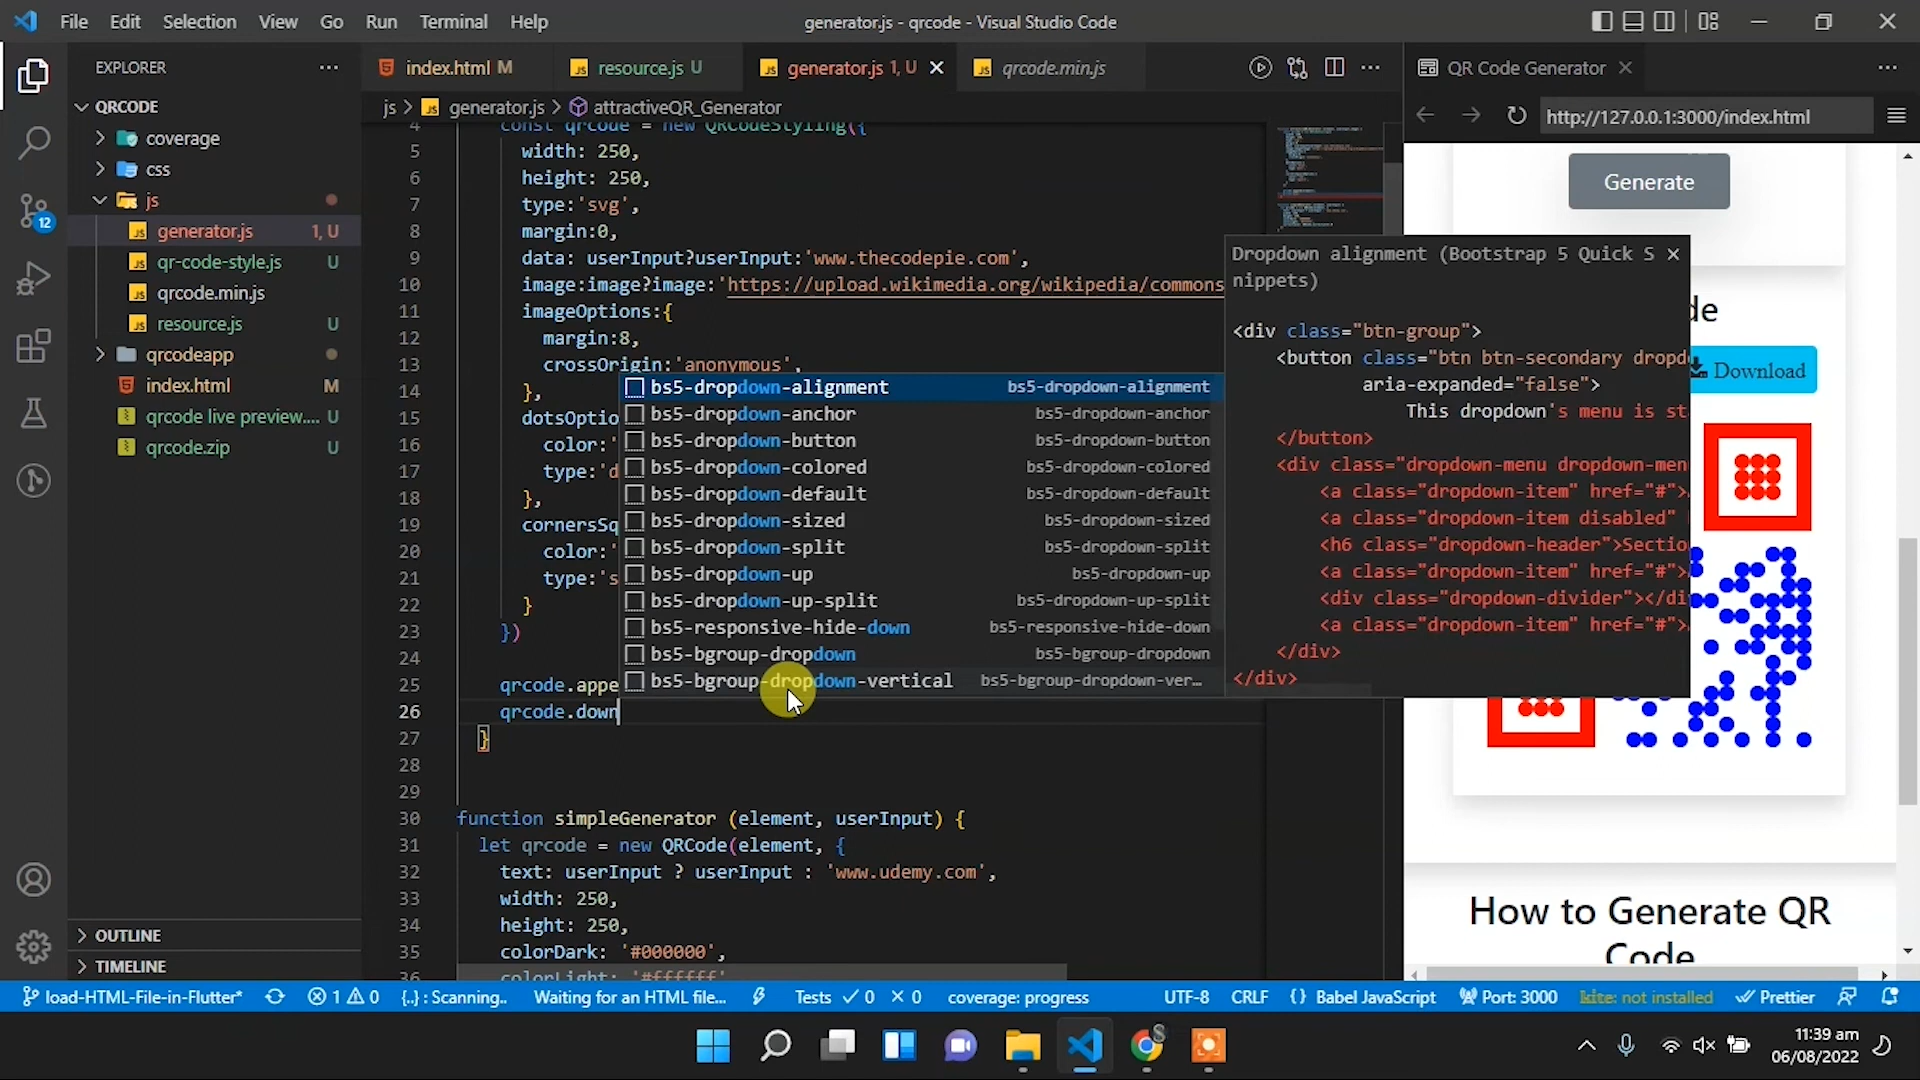 File Edit Selection View Go Run Terminal Help
generator.js - qrcode - Visual Studio Code
EXPLORER
QRCODE
coverage
css
js
generator.js 1, U
qr-code-style.js U
qrcode.min.js
resource.js U
qrcodeapp
index.html M
qrcode live preview.... U
qrcode.zip U
OUTLINE
TIMELINE
12
index.html M
resource.js U
generator.js 1, U
qrcode.min.js
js > generator.js > attractiveQR_Generator
4 const qrcode = new QRCodeStyling({
5 width: 250,
6 height: 250,
7 type:'svg',
8 margin:0,
9 data: userInput?userInput:'www.thecodepie.com',
10 image:image?image:'https://upload.wikimedia.org/wikipedia/commons
11 imageOptions:{
12 margin:8,
13 crossOrigin:'anonymous',
14 },
15 dotsOptio
16 color:'
17 type:'d
18 },
19 cornersSq
20 color:'
21 type:'s
22 }
23 })
24
25 qrcode.appe
26 qrcode.down
27 }
28
29
30 function simpleGenerator (element, userInput) {
31 let qrcode = new QRCode(element, {
32 text: userInput ? userInput : 'www.udemy.com',
33 width: 250,
34 height: 250,
35 colorDark: '#000000',
36 colorLight: '#ffffff'
bs5-dropdown-alignment bs5-dropdown-alignment
bs5-dropdown-anchor bs5-dropdown-anchor
bs5-dropdown-button bs5-dropdown-button
bs5-dropdown-colored bs5-dropdown-colored
bs5-dropdown-default bs5-dropdown-default
bs5-dropdown-sized bs5-dropdown-sized
bs5-dropdown-split bs5-dropdown-split
bs5-dropdown-up bs5-dropdown-up
bs5-dropdown-up-split bs5-dropdown-up-split
bs5-responsive-hide-down bs5-responsive-hide-down
bs5-bgroup-dropdown bs5-bgroup-dropdown
bs5-bgroup-dropdown-vertical bs5-bgroup-dropdown-ver...
Dropdown alignment (Bootstrap 5 Quick S
nippets)
<div class="btn-group">
<button class="btn btn-secondary dropd
aria-expanded="false">
This dropdown's menu is st
</button>
<div class="dropdown-menu dropdown-men
<a class="dropdown-item" href="#">
<a class="dropdown-item disabled"
<h6 class="dropdown-header">Sectio
<a class="dropdown-item" href="#">
<div class="dropdown-divider"></di
<a class="dropdown-item" href="#">
</div>
</div>
QR Code Generator
http://127.0.0.1:3000/index.html
Generate
de
Download
How to Generate QR
Code
load-HTML-File-in-Flutter* 1 0 {..} : Scanning.. Waiting for an HTML file... Tests 0 0 coverage: progress UTF-8 CRLF {} Babel JavaScript Port: 3000 kite: not installed Prettier
11:39 am
06/08/2022